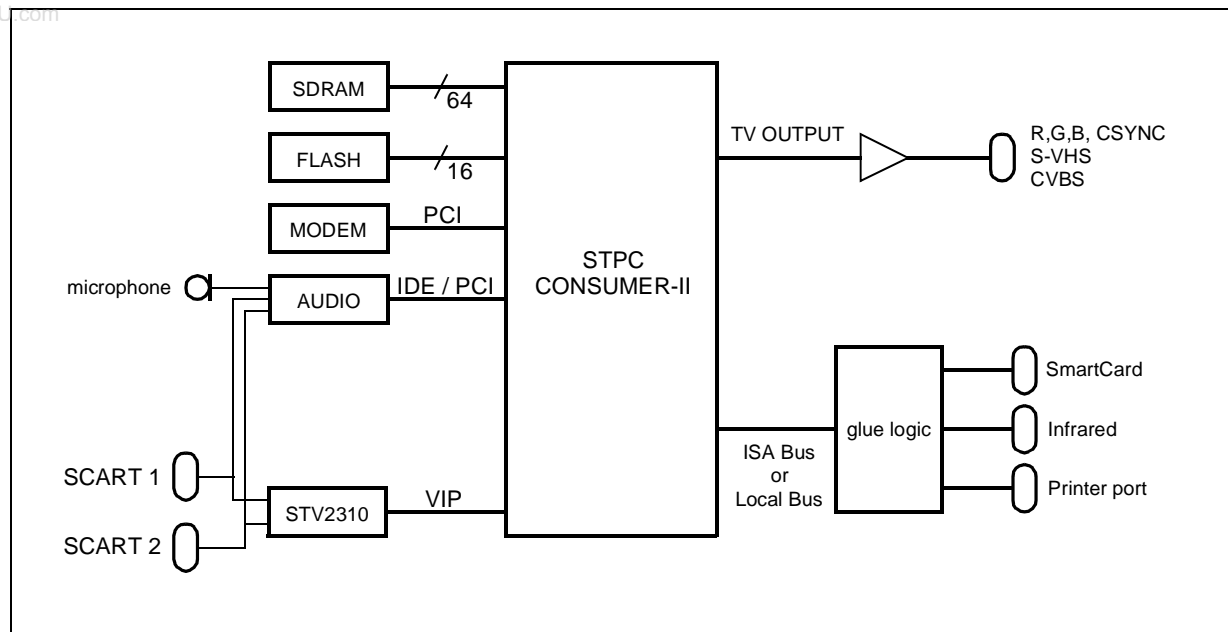 U.com
SDRAM
64
FLASH
16
MODEM
PCI
microphone
AUDIO
IDE / PCI
SCART 1
STV2310
VIP
SCART 2
STPC
CONSUMER-II
TV OUTPUT
R,G,B, CSYNC
S-VHS
CVBS
ISA Bus
or
Local Bus
glue logic
SmartCard
Infrared
Printer port